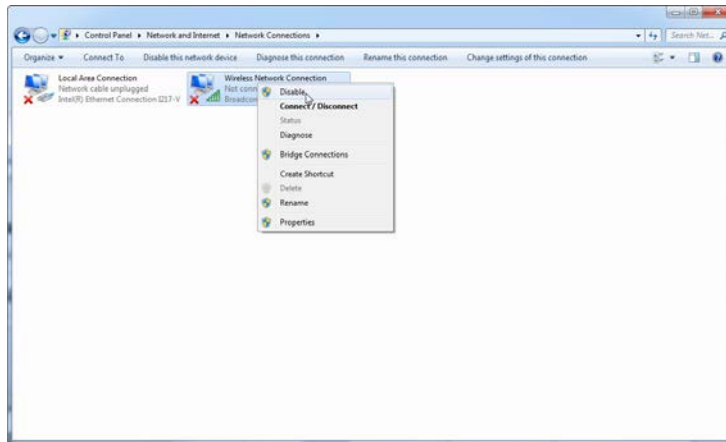 Control Panel ▸ Network and Internet ▸ Network Connections ▸
Search Net...
Organize
Connect To
Disable this network device
Diagnose this connection
Rename this connection
Change settings of this connection
Local Area Connection
Network cable unplugged
Intel(R) Ethernet Connection I217-V
Wireless Network Connection
Not conn
Broadcon
Disable
Connect / Disconnect
Status
Diagnose
Bridge Connections
Create Shortcut
Delete
Rename
Properties